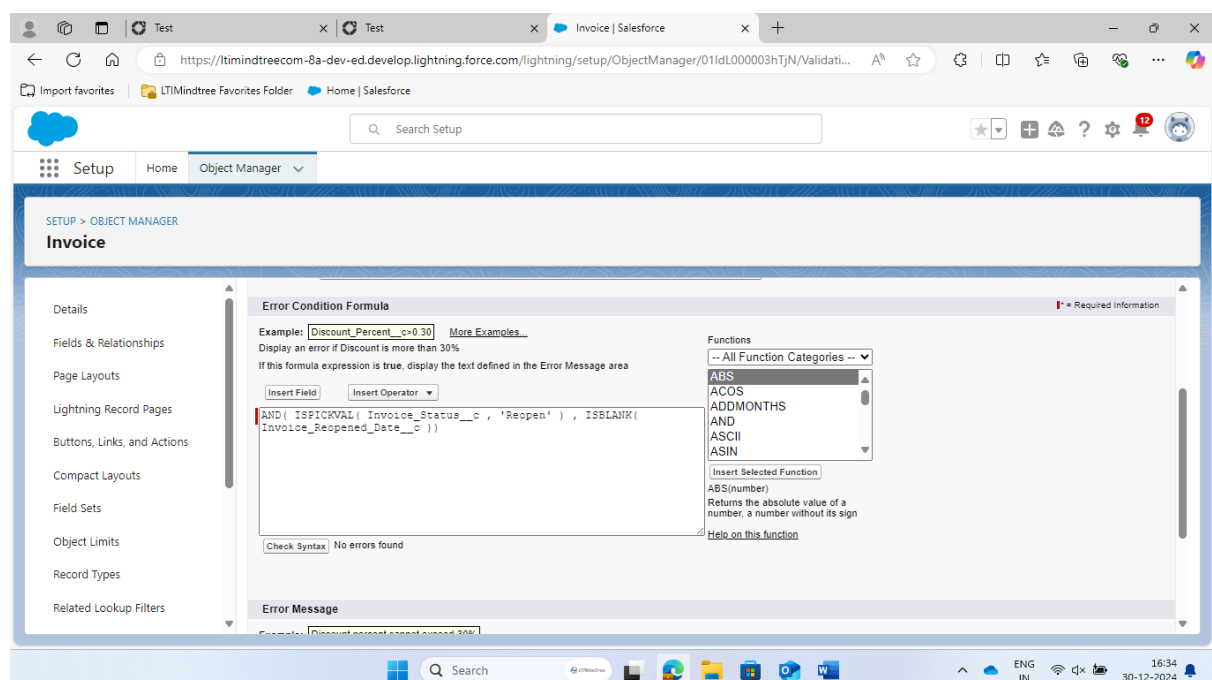 Test
Test
Invoice | Salesforce
https://ltimindtreecom-8a-dev-ed.develop.lightning.force.com/lightning/setup/ObjectManager/01IdL000003hTjN/Validati...
Import favorites
LTIMindtree Favorites Folder
Home | Salesforce
Search Setup
12
Setup
Home
Object Manager
SETUP > OBJECT MANAGER
Invoice
Details
Fields & Relationships
Page Layouts
Lightning Record Pages
Buttons, Links, and Actions
Compact Layouts
Field Sets
Object Limits
Record Types
Related Lookup Filters
Error Condition Formula
* = Required Information
Example: Discount_Percent__c>0.30 More Examples...
Display an error if Discount is more than 30%
If this formula expression is true, display the text defined in the Error Message area
Insert Field
Insert Operator
AND( ISPICKVAL( Invoice_Status__c , 'Reopen' ) , ISBLANK(
Invoice_Reopened_Date__c ))
Functions
-- All Function Categories --
ABS
ACOS
ADDMONTHS
AND
ASCII
ASIN
Insert Selected Function
ABS(number)
Returns the absolute value of a
number, a number without its sign
Help on this function
Check Syntax No errors found
Error Message
Example: Discount percent cannot exceed 30%
Search
LTIMindtree
ENG
IN
16:34
30-12-2024